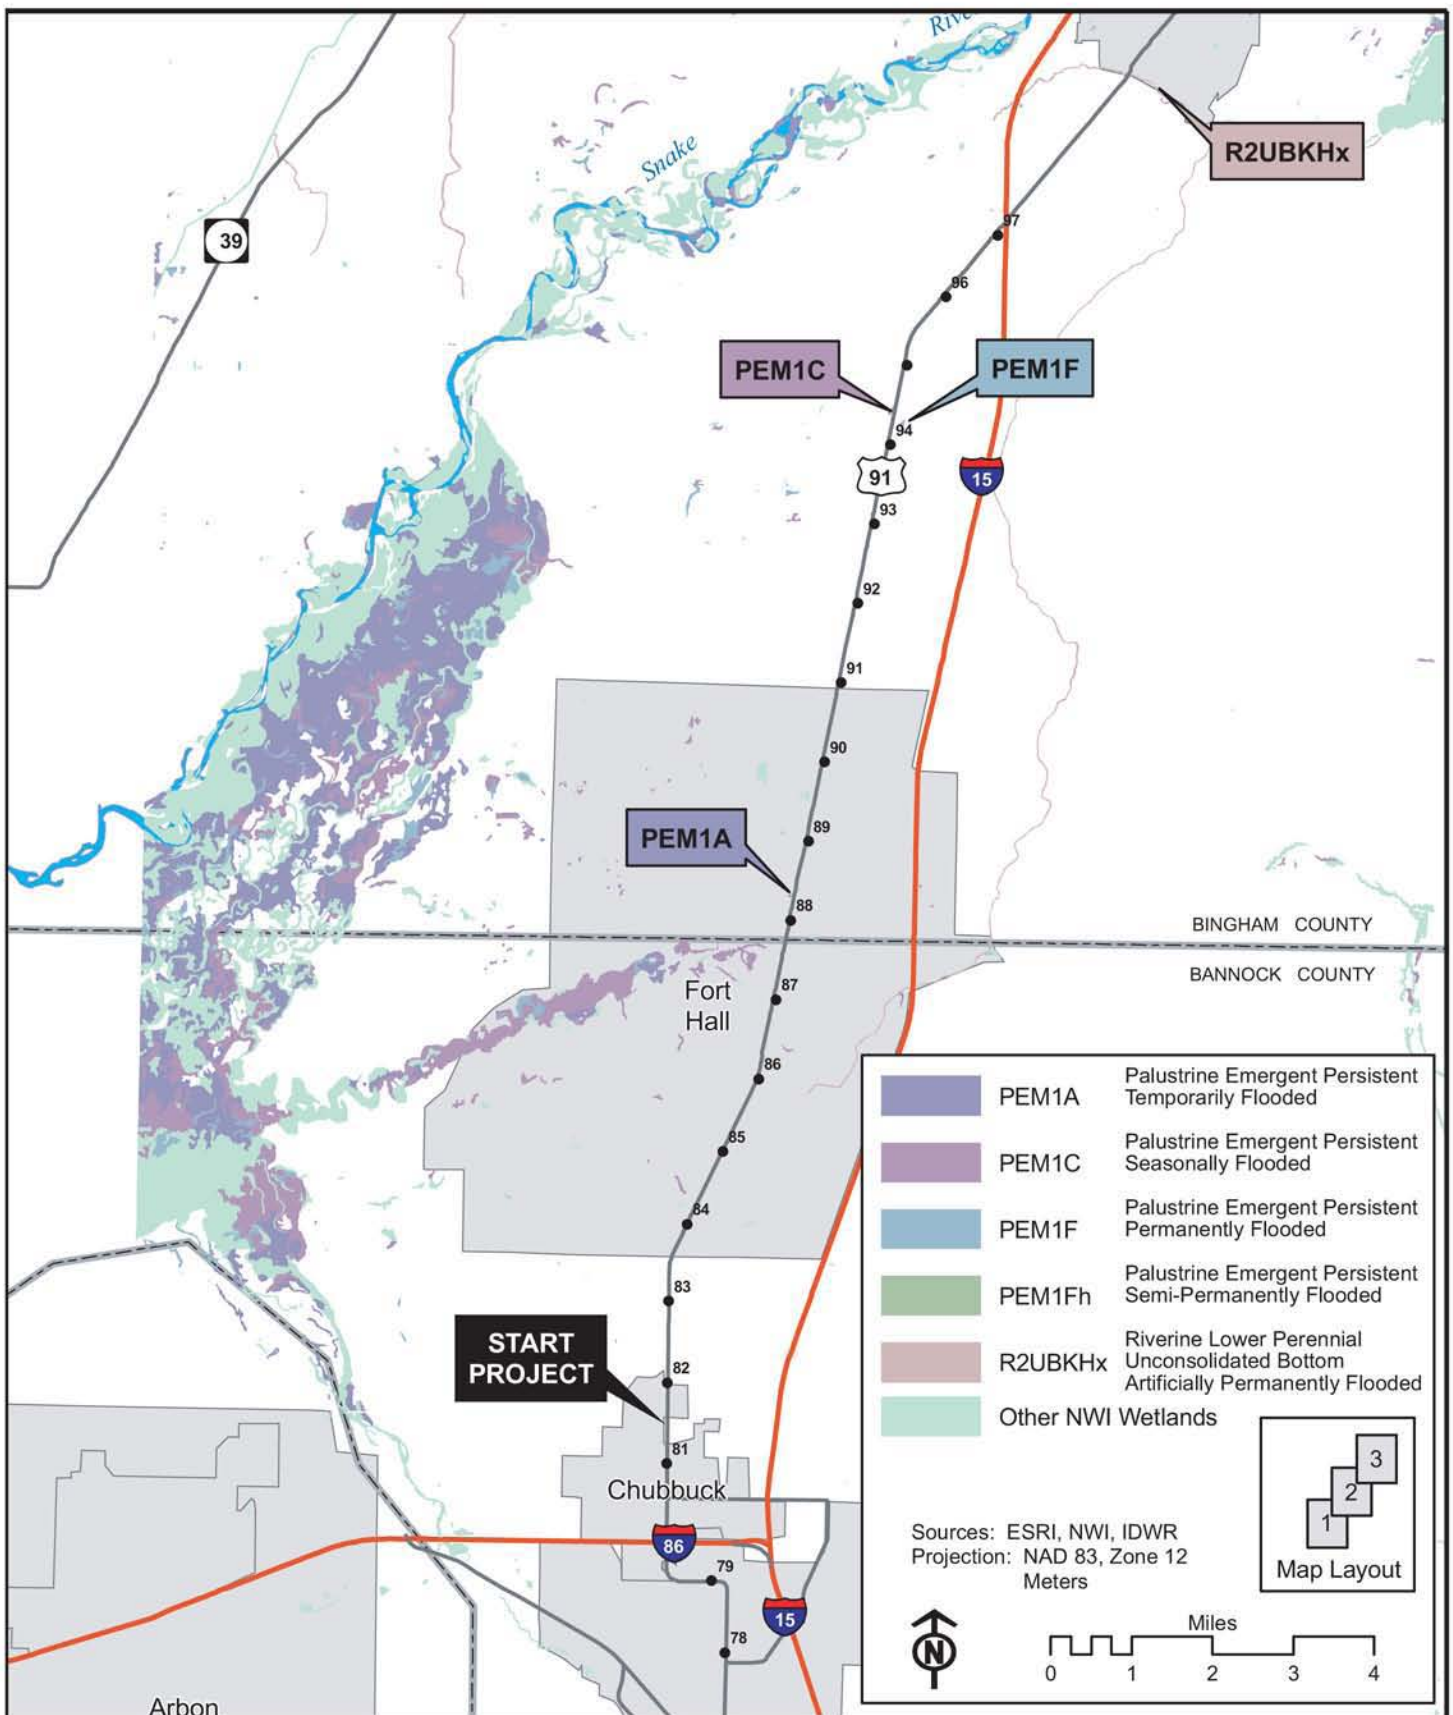 River
R2UBKHx
Snake
39
97
96
PEM1C
PEM1F
94
91
15
93
92
91
90
PEM1A
89
88
BINGHAM COUNTY
BANNOCK COUNTY
87
Fort
Hall
86
85
84
83
START
PROJECT
82
81
Chubbuck
86
79
15
78
Arbon
PEM1A
Palustrine Emergent Persistent
Temporarily Flooded
PEM1C
Palustrine Emergent Persistent
Seasonally Flooded
PEM1F
Palustrine Emergent Persistent
Permanently Flooded
PEM1Fh
Palustrine Emergent Persistent
Semi-Permanently Flooded
R2UBKHx
Riverine Lower Perennial
Unconsolidated Bottom
Artificially Permanently Flooded
Other NWI Wetlands
3
2
1
Map Layout
Sources: ESRI, NWI, IDWR
Projection: NAD 83, Zone 12
Meters
N
Miles
0 1 2 3 4